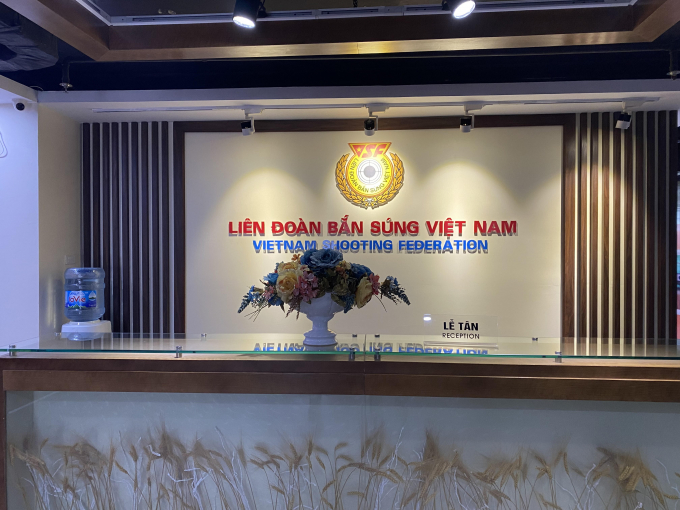 LIÊN ĐOÀN BẮN SÚNG VIỆT NAM
VIETNAM SHOOTING FEDERATION
LỄ TÂN
RECEPTION